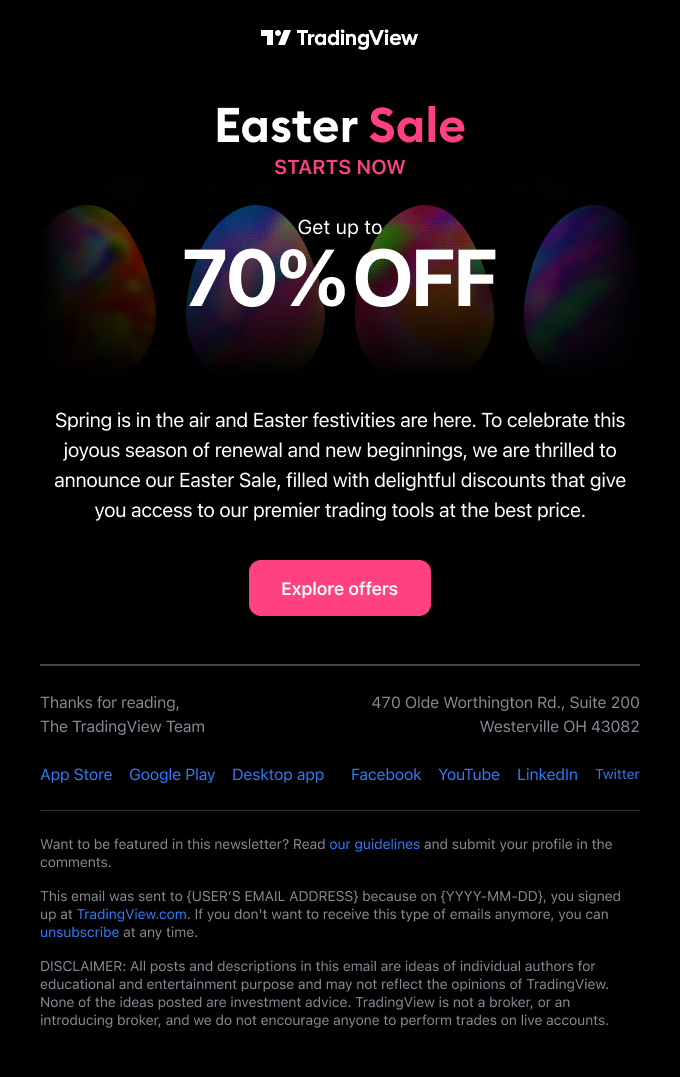 TradingView
Easter Sale
STARTS NOW
Get up to
70% OFF
Spring is in the air and Easter festivities are here. To celebrate this
joyous season of renewal and new beginnings, we are thrilled to
announce our Easter Sale, filled with delightful discounts that give
you access to our premier trading tools at the best price.
Explore offers
Thanks for reading,
The TradingView Team
470 Olde Worthington Rd., Suite 200
Westerville OH 43082
App Store Google Play Desktop app Facebook YouTube LinkedIn Twitter
Want to be featured in this newsletter? Read our guidelines and submit your profile in the
comments.
This email was sent to {USER’S EMAIL ADDRESS} because on {YYYY-MM-DD}, you signed
up at TradingView.com. If you don't want to receive this type of emails anymore, you can
unsubscribe at any time.
DISCLAIMER: All posts and descriptions in this email are ideas of individual authors for
educational and entertainment purpose and may not reflect the opinions of TradingView.
None of the ideas posted are investment advice. TradingView is not a broker, or an
introducing broker, and we do not encourage anyone to perform trades on live accounts.